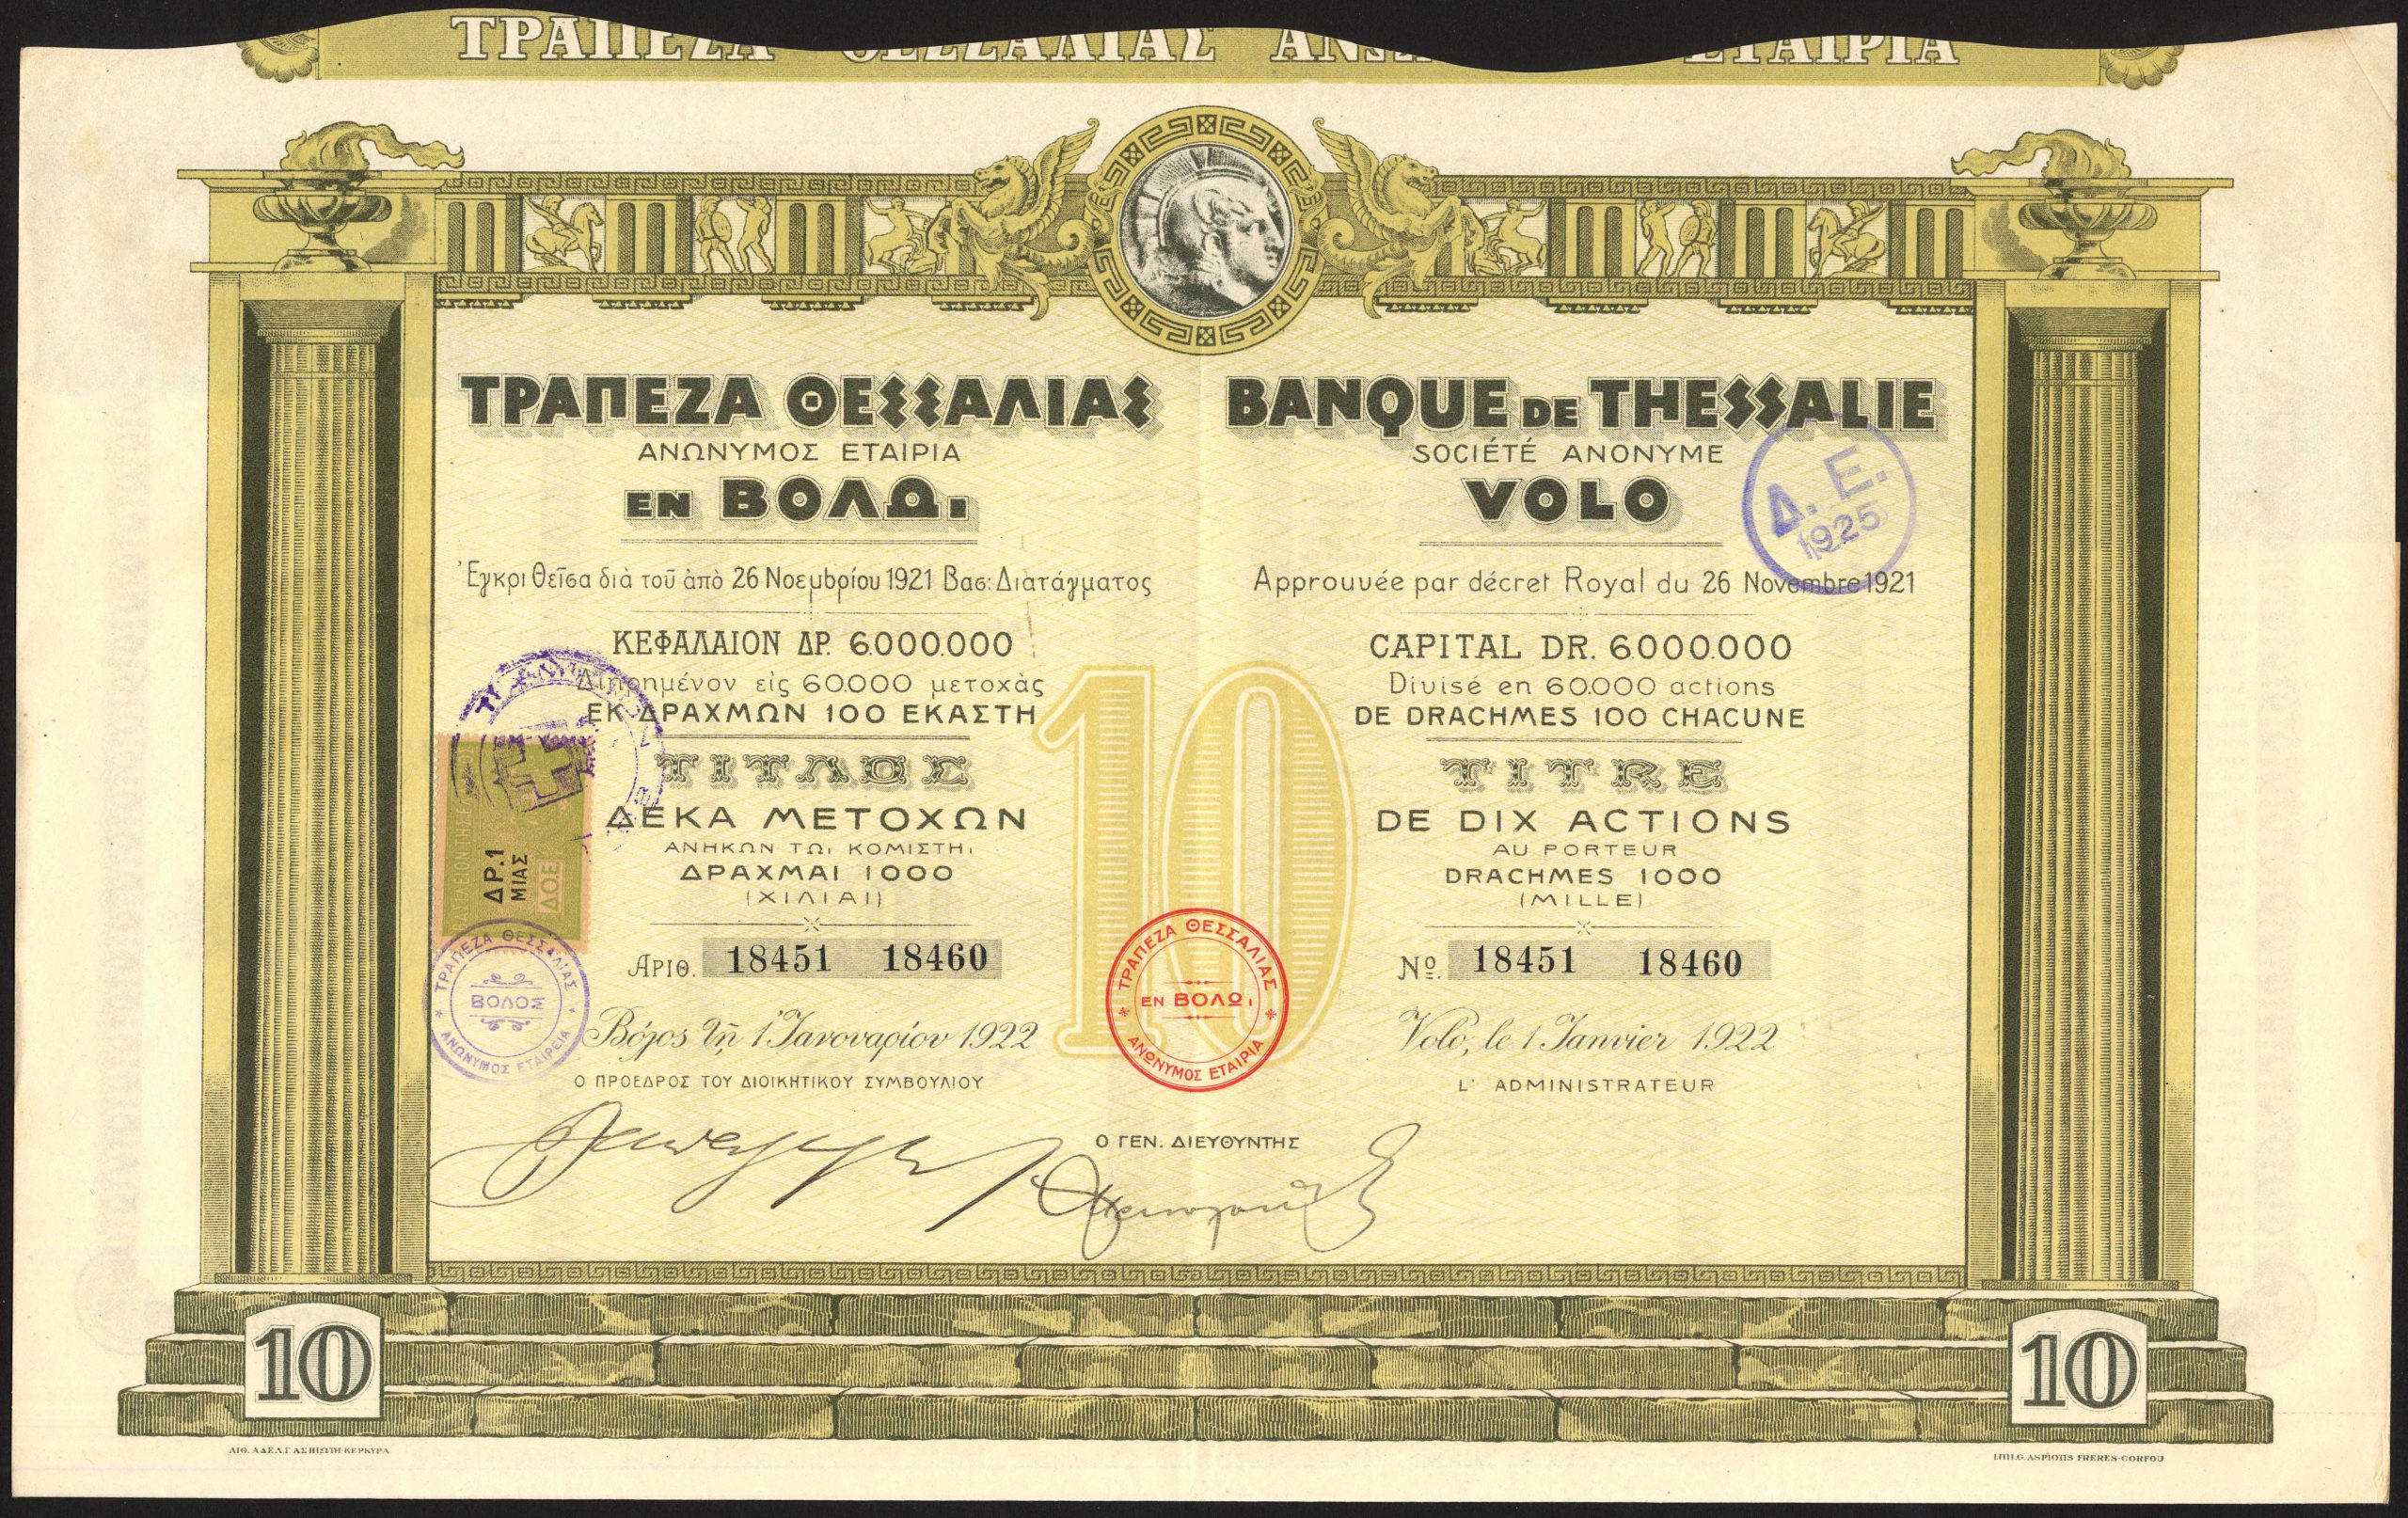 ΤΡΑΠΕΖΑ ΘΕΣΣΑΛΙΑΣ ΕΤΑΙΡΙΑ
ΤΡΑΠΕΖΑ ΘΕΣΣΑΛΙΑΣ
ΑΝΩΝΥΜΟΣ ΕΤΑΙΡΙΑ
ΕΝ ΒΟΛΩι
Ἐγκριθεῖσα διὰ τοῦ ἀπὸ 26 Νοεμβρίου 1921 Βασ: Διατάγματος
ΚΕΦΑΛΑΙΟΝ ΔΡ. 6.000.000
Διῃρημένον εἰς 60.000 μετοχὰς
ΕΚ ΔΡΑΧΜΩΝ 100 ΕΚΑΣΤΗ
ΤΙΤΛΟΣ
ΔΕΚΑ ΜΕΤΟΧΩΝ
ΑΝΗΚΩΝ ΤΩι ΚΟΜΙΣΤΗι
ΔΡΑΧΜΑΙ 1000
(ΧΙΛΙΑΙ)
ΑΡΙΘ. 18451 18460
Βόλος τῇ 1 Ἰανουαρίου 1922
Ο ΠΡΟΕΔΡΟΣ ΤΟΥ ΔΙΟΙΚΗΤΙΚΟΥ ΣΥΜΒΟΥΛΙΟΥ
BANQUE DE THESSALIE
SOCIÉTÉ ANONYME
VOLO
Approuvée par décret Royal du 26 Novembre 1921
CAPITAL DR. 6.000.000
Divisé en 60.000 actions
DE DRACHMES 100 CHACUNE
TITRE
DE DIX ACTIONS
AU PORTEUR
DRACHMES 1000
(MILLE)
Nº. 18451 18460
Volo, le 1 Janvier 1922
L' ADMINISTRATEUR
Ο ΓΕΝ. ΔΙΕΥΘΥΝΤΗΣ
10
Δ. Ε.
1925
ΔΡ.1
ΜΙΑΣ
ΔΟΕ
ΤΡΑΠΕΖΑ ΘΕΣΣΑΛΙΑΣ
ΒΟΛΟΣ
ΑΝΩΝΥΜΟΣ ΕΤΑΙΡΕΙΑ
ΤΡΑΠΕΖΑ ΘΕΣΣΑΛΙΑΣ
ΕΝ ΒΟΛΩι
ΑΝΩΝΥΜΟΣ ΕΤΑΙΡΙΑ
10
10
ΛΙΘ. ΑΔΕΛ. Γ. ΑΣΠΙΩΤΗ-ΚΕΡΚΥΡΑ
LITH. G. ASPIOTIS FRERES-CORFOU